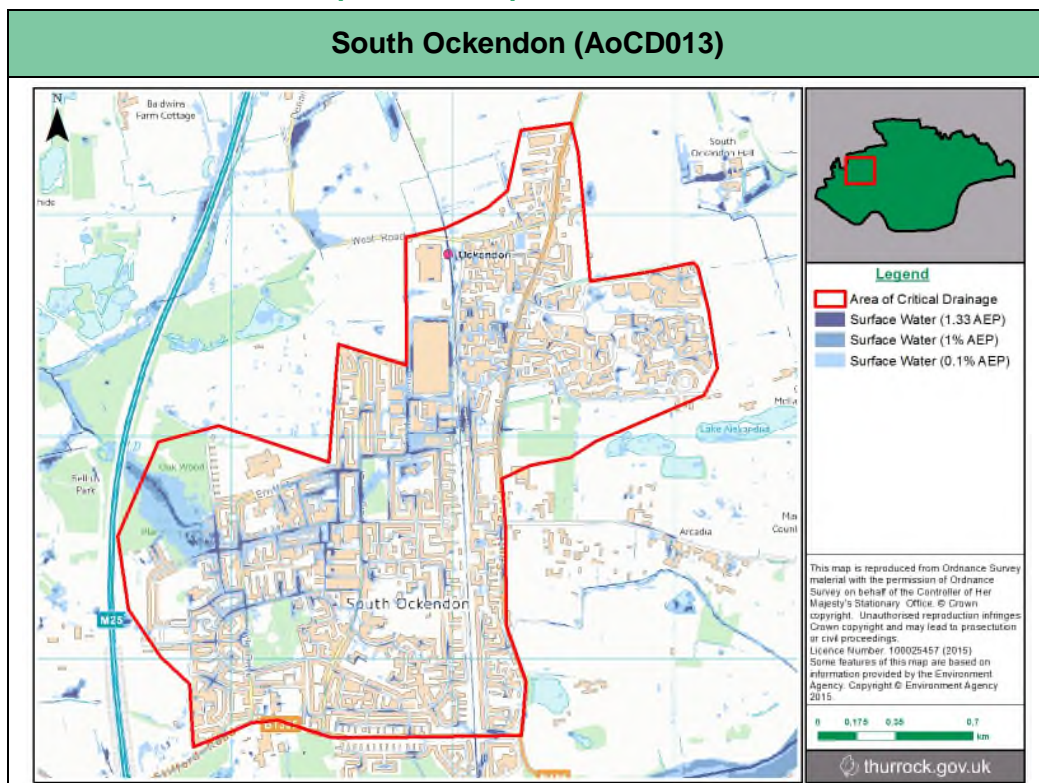 South Ockendon (AoCD013)
N
Baldwins
Farm Cottage
South
Ockendon Hall
hide
West Road
Ockendon
Lake Alexandra
Oak Wood
Belhus
Park
Arcadia
South Ockendon
M25
Stifford Road
Legend
Area of Critical Drainage
Surface Water (1.33 AEP)
Surface Water (1% AEP)
Surface Water (0.1% AEP)
This map is reproduced from Ordnance Survey
material with the permission of Ordnance
Survey on behalf of the Controller of Her
Majesty's Stationary Office. © Crown
copyright. Unauthorised reproduction infringes
Crown copyright and may lead to prosecution
or civil proceedings.
Licence Number: 100025457 (2015)
Some features of this map are based on
information provided by the Environment
Agency. Copyright © Environment Agency
2015.
0 0.175 0.35 0.7
km
thurrock.gov.uk